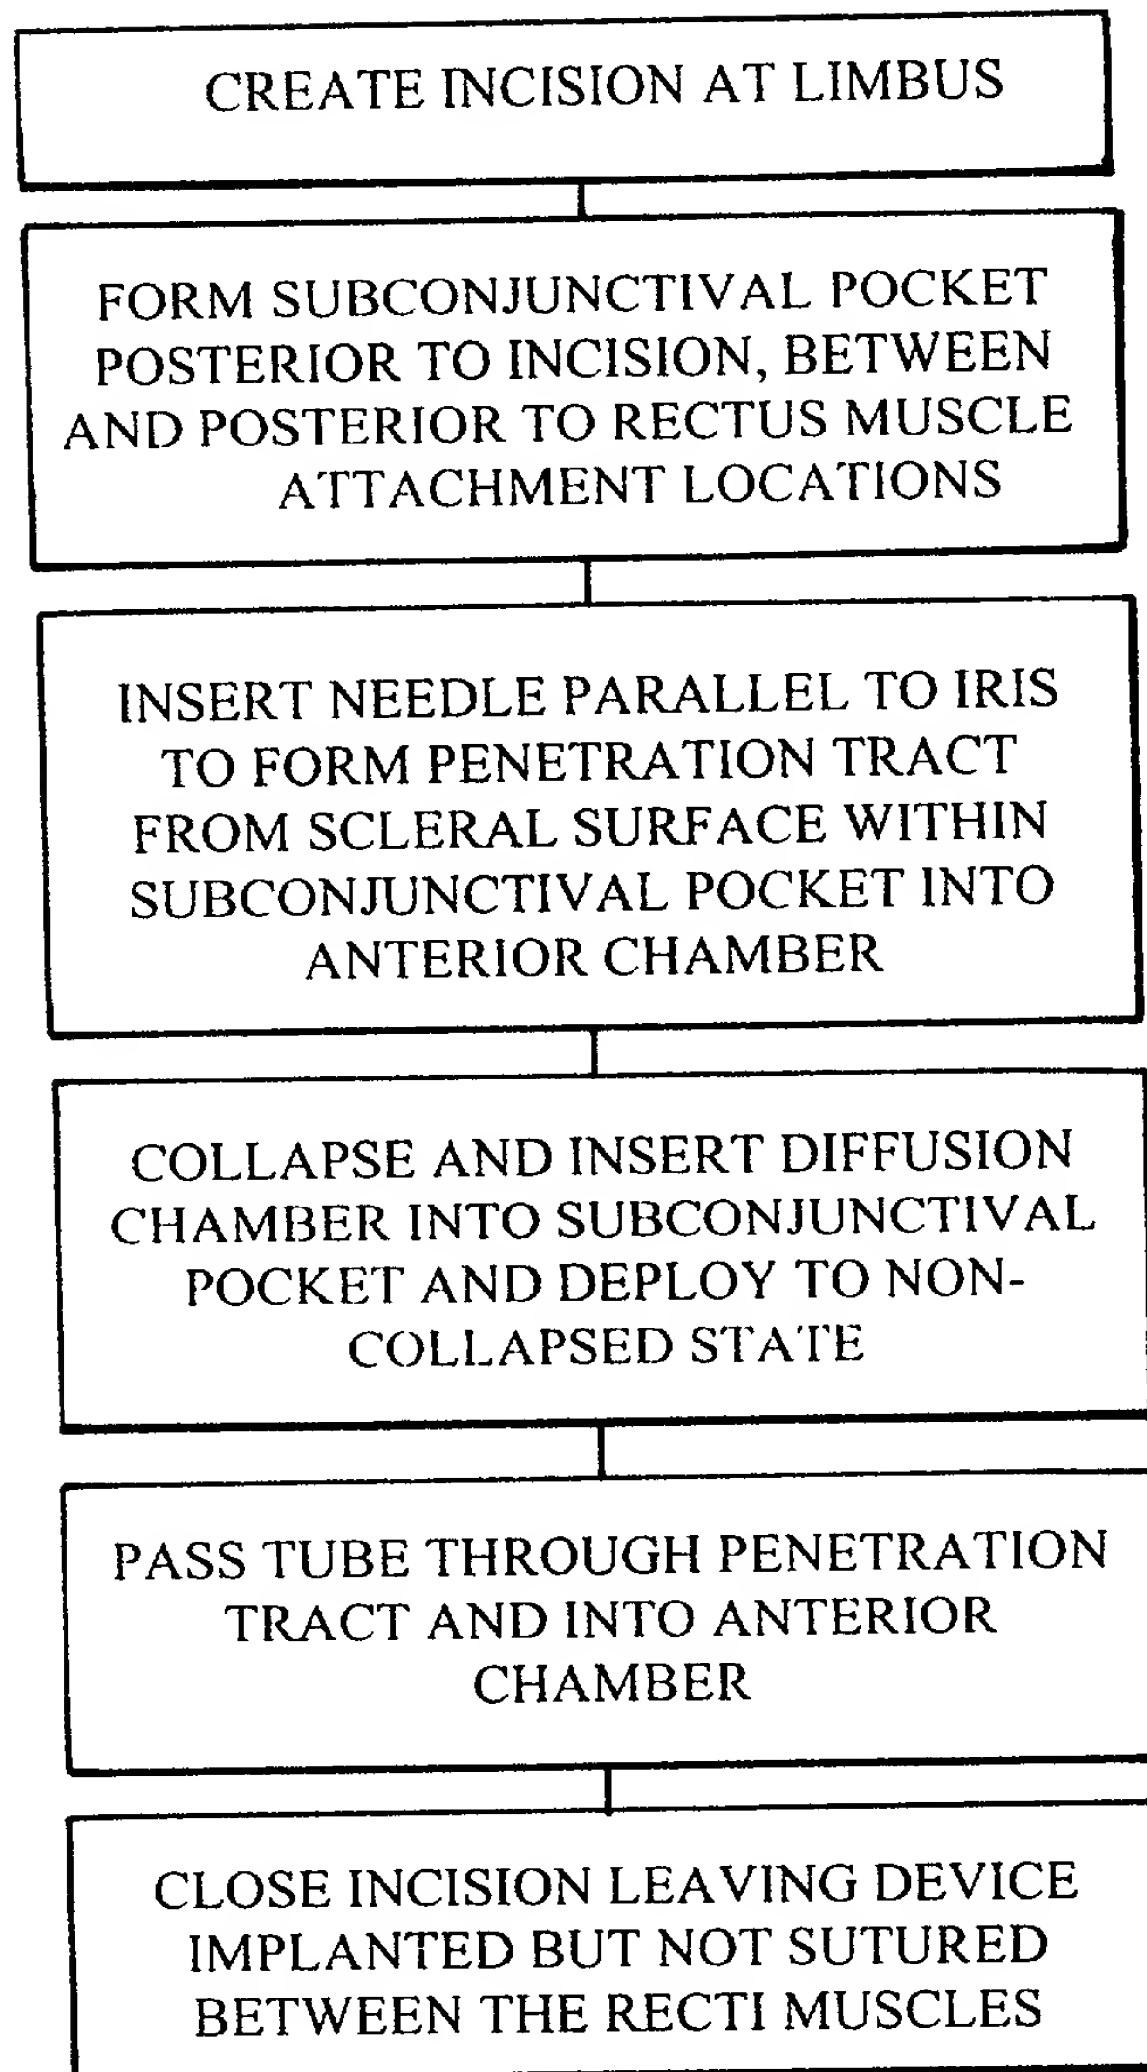 CREATE INCISION AT LIMBUS
FORM SUBCONJUNCTIVAL POCKET
POSTERIOR TO INCISION, BETWEEN
AND POSTERIOR TO RECTUS MUSCLE
ATTACHMENT LOCATIONS
INSERT NEEDLE PARALLEL TO IRIS
TO FORM PENETRATION TRACT
FROM SCLERAL SURFACE WITHIN
SUBCONJUNCTIVAL POCKET INTO
ANTERIOR CHAMBER
COLLAPSE AND INSERT DIFFUSION
CHAMBER INTO SUBCONJUNCTIVAL
POCKET AND DEPLOY TO NON-
COLLAPSED STATE
PASS TUBE THROUGH PENETRATION
TRACT AND INTO ANTERIOR
CHAMBER
CLOSE INCISION LEAVING DEVICE
IMPLANTED BUT NOT SUTURED
BETWEEN THE RECTI MUSCLES